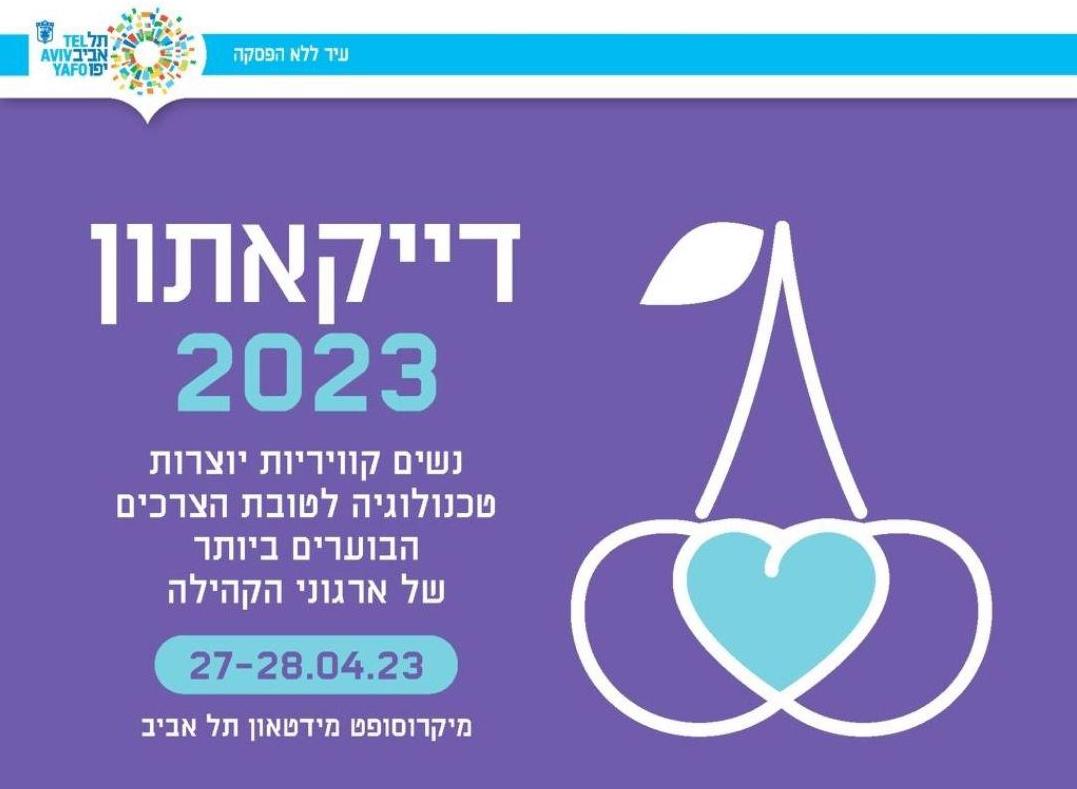 תל TEL
אביב AVIV
יפו YAFO
עיר ללא הפסקה
דייקאתון
2023
נשים קוויריות יוצרות
טכנולוגיה לטובת הצרכים
הבוערים ביותר
של ארגוני הקהילה
27-28.04.23
מיקרוסופט מידטאון תל אביב